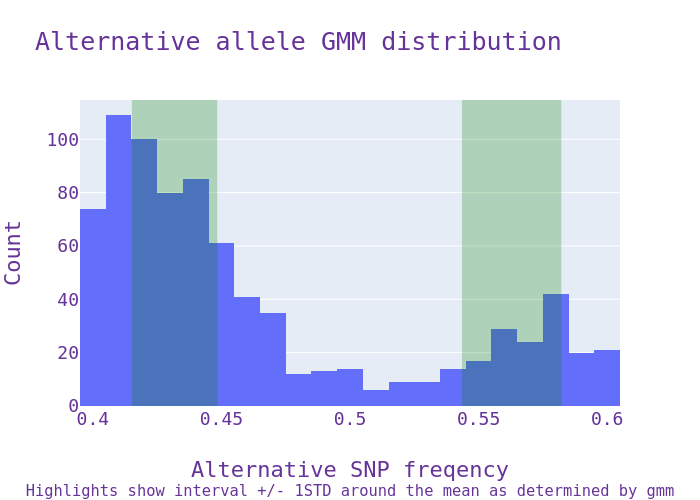 Alternative allele GMM distribution
100
80
60
40
20
0
Count
0.4 0.45 0.5 0.55 0.6
Alternative SNP freqency
Highlights show interval +/- 1STD around the mean as determined by gmm